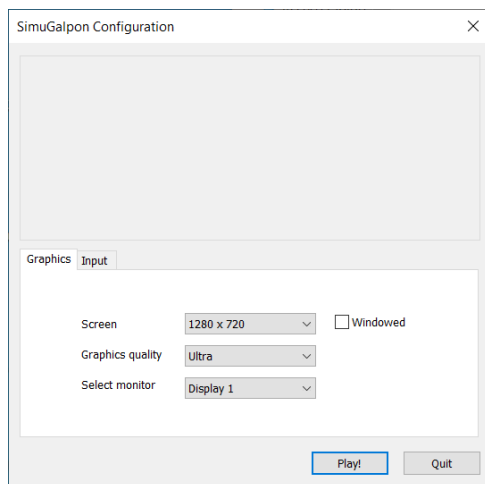 SimuGalpon Configuration
Graphics Input
Screen 1280 x 720 Windowed
Graphics quality Ultra
Select monitor Display 1
Play! Quit